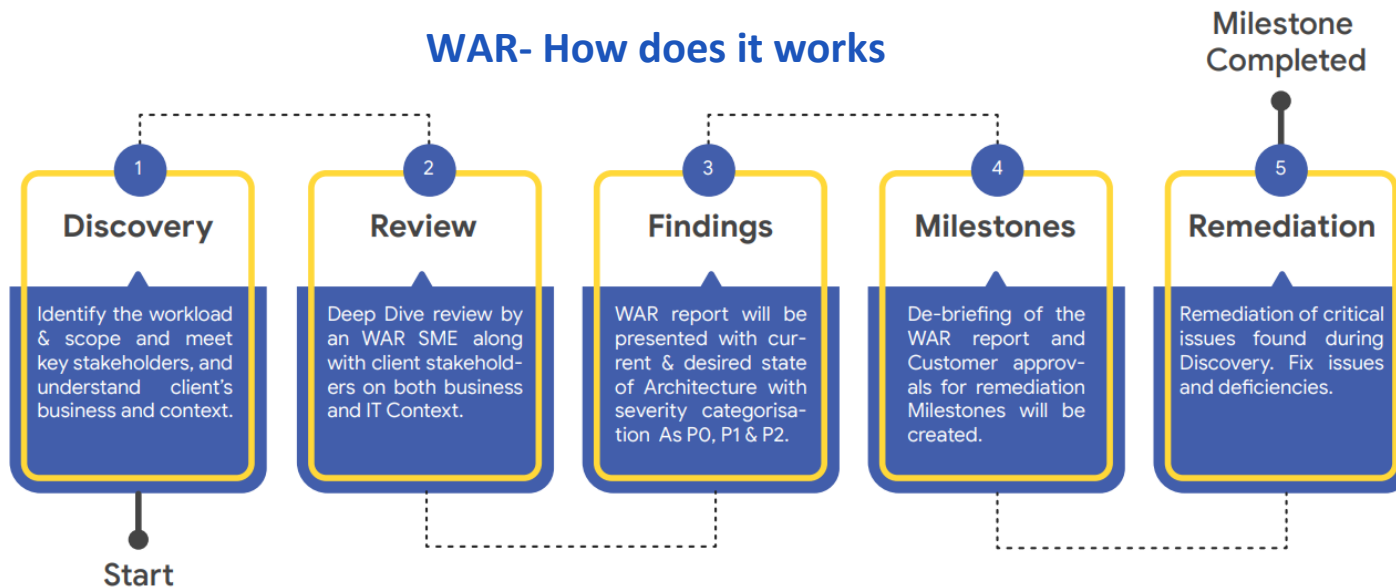 WAR- How does it works
Milestone
Completed
1
Discovery
Identify the workload
& scope and meet
key stakeholders, and
understand client's
business and context.
Start
2
Review
Deep Dive review by
an WAR SME along
with client stakehold-
ers on both business
and IT Context.
3
Findings
WAR report will be
presented with cur-
rent & desired state
of Architecture with
severity categorisa-
tion As P0, P1 & P2.
4
Milestones
De-briefing of the
WAR report and
Customer approv-
als for remediation
Milestones will be
created.
5
Remediation
Remediation of critical
issues found during
Discovery. Fix issues
and deficiencies.